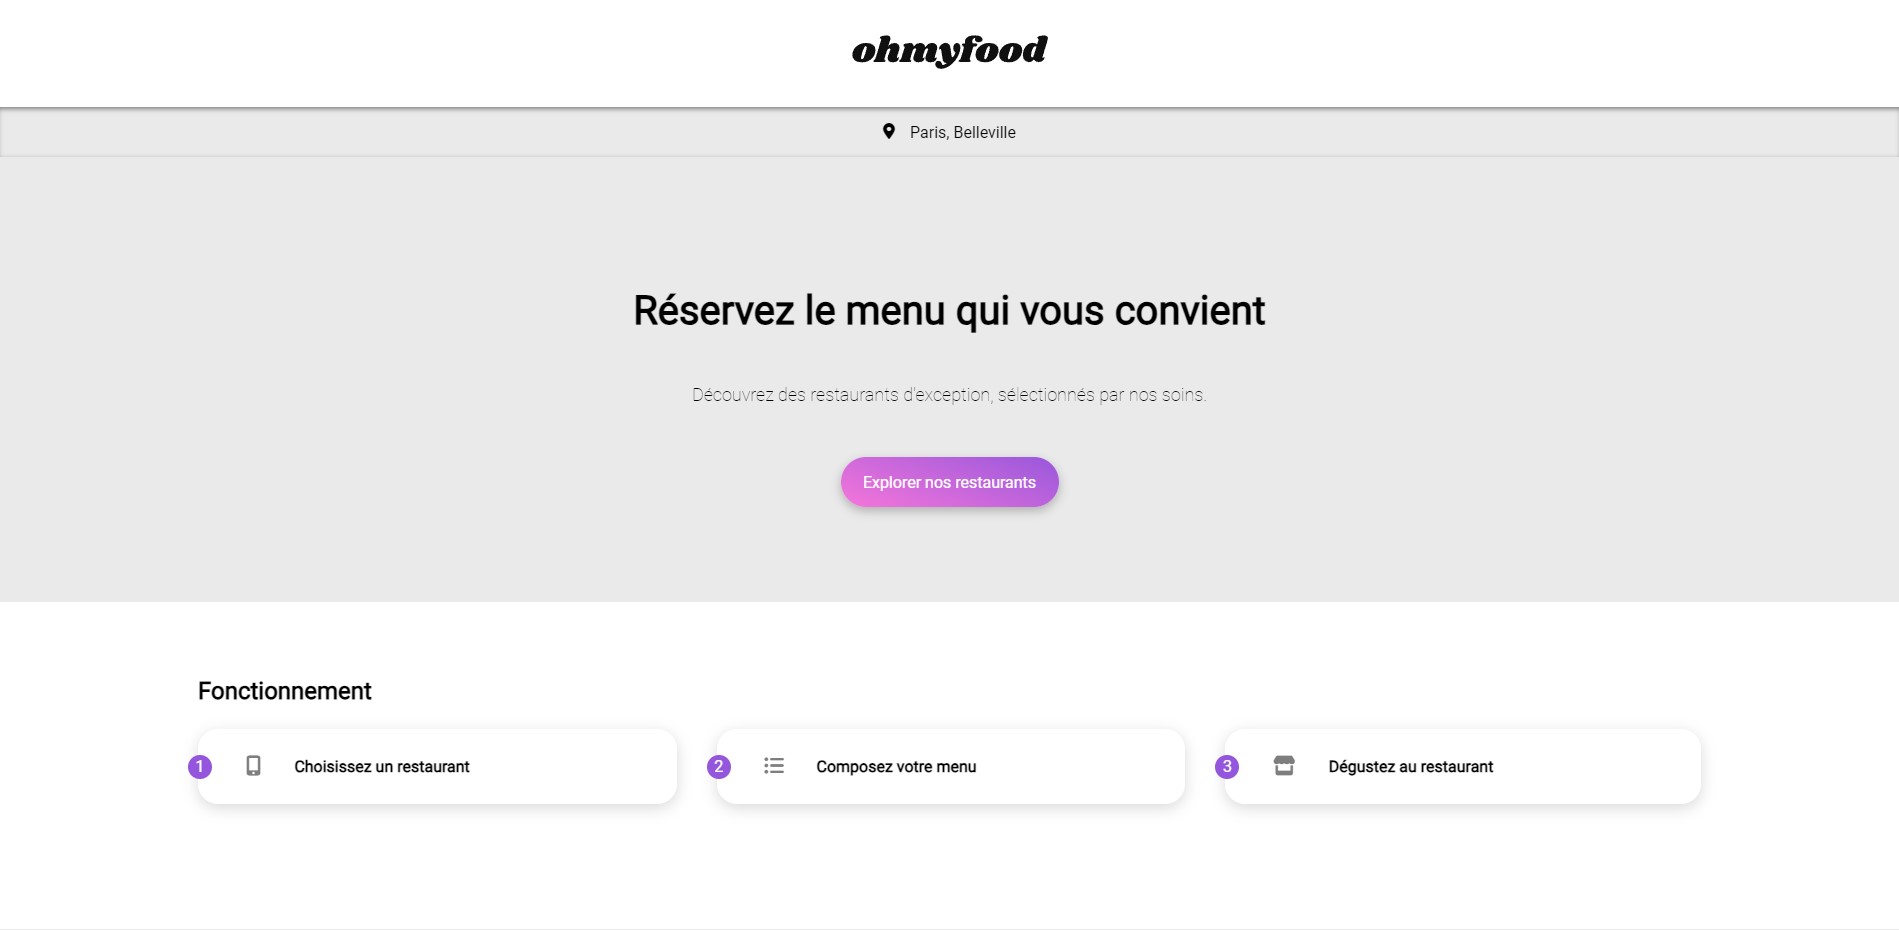 ohmyfood
Paris, Belleville
Réservez le menu qui vous convient
Découvrez des restaurants d'exception, sélectionnés par nos soins.
Explorer nos restaurants
Fonctionnement
1 Choisissez un restaurant
2 Composez votre menu
3 Dégustez au restaurant